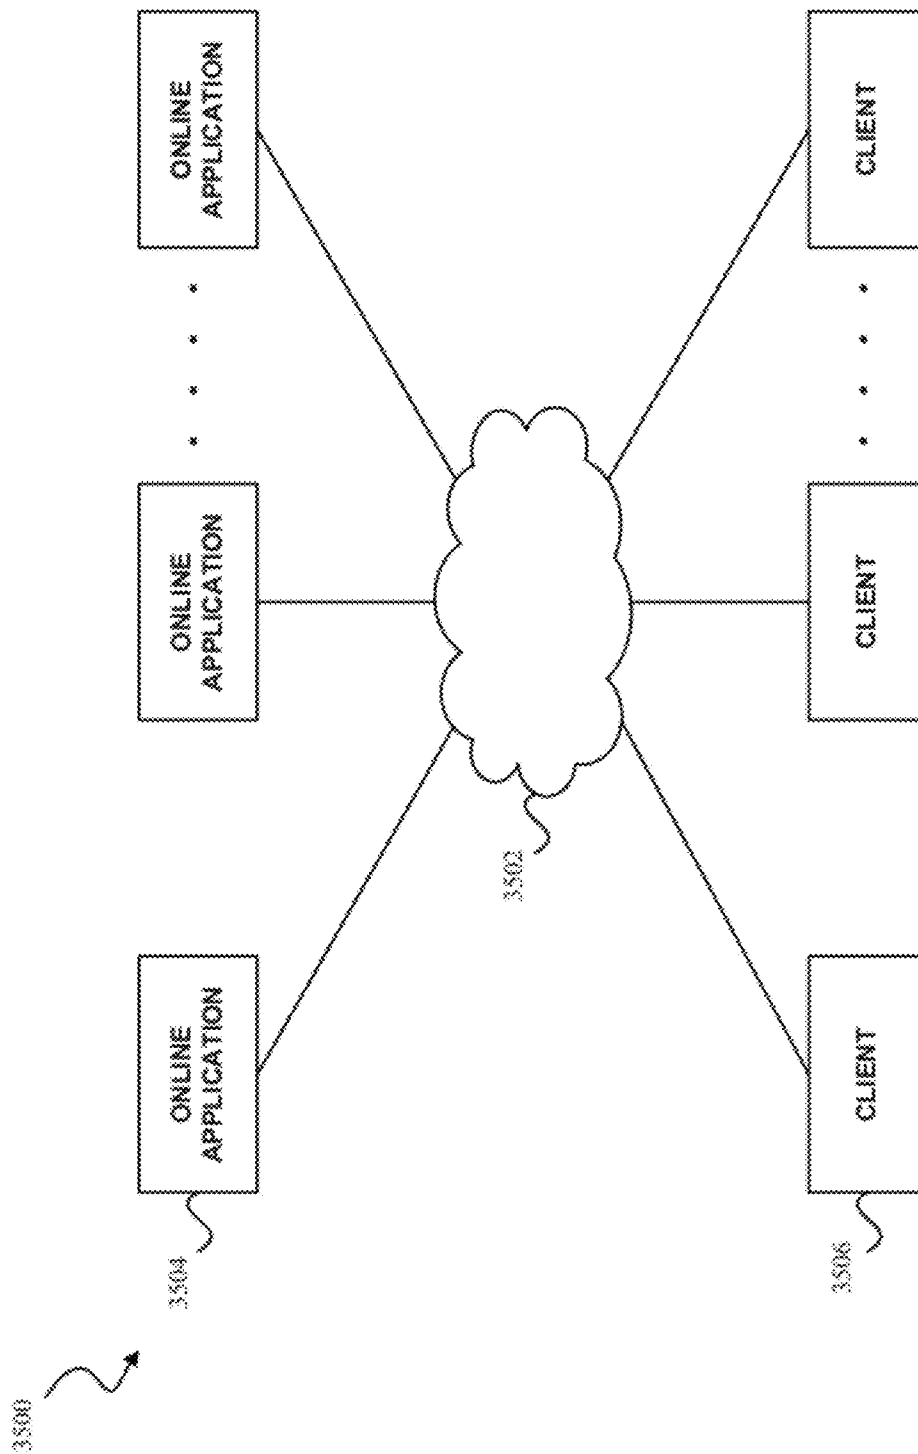 3500
3504
ONLINE
APPLICATION
ONLINE
APPLICATION
ONLINE
APPLICATION
3502
3506
CLIENT
CLIENT
CLIENT